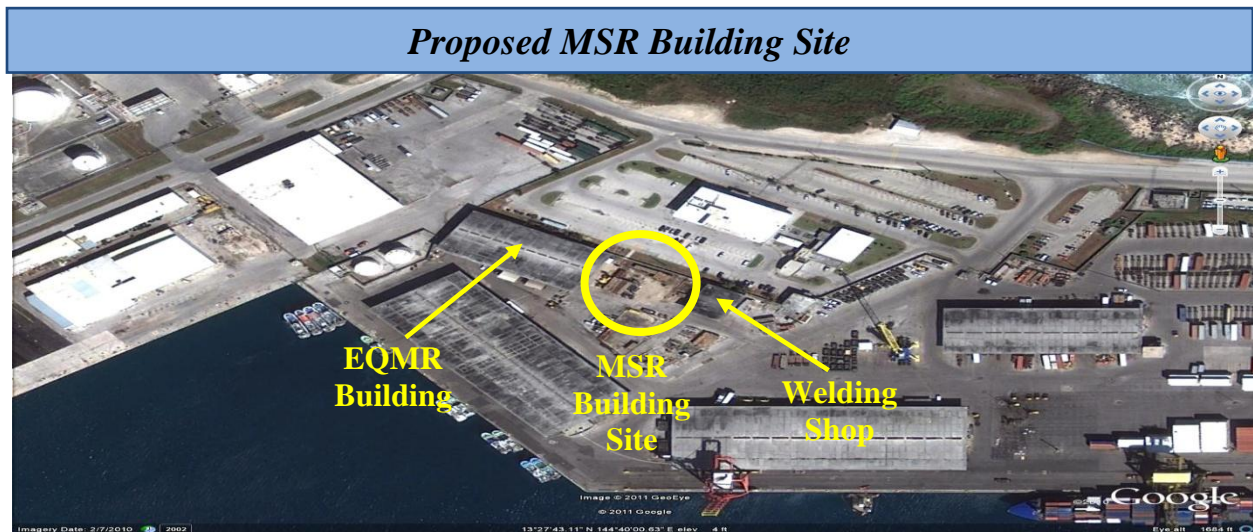 Proposed MSR Building Site
N
EQMR
Building
MSR
Building
Site
Welding
Shop
Image © 2011 GeoEye
© 2011 Google
Google
Imagery Date: 2/7/2010
2002
13°27'43.11" N 144°40'00.63" E elev 4 ft
Eye alt 1684 ft